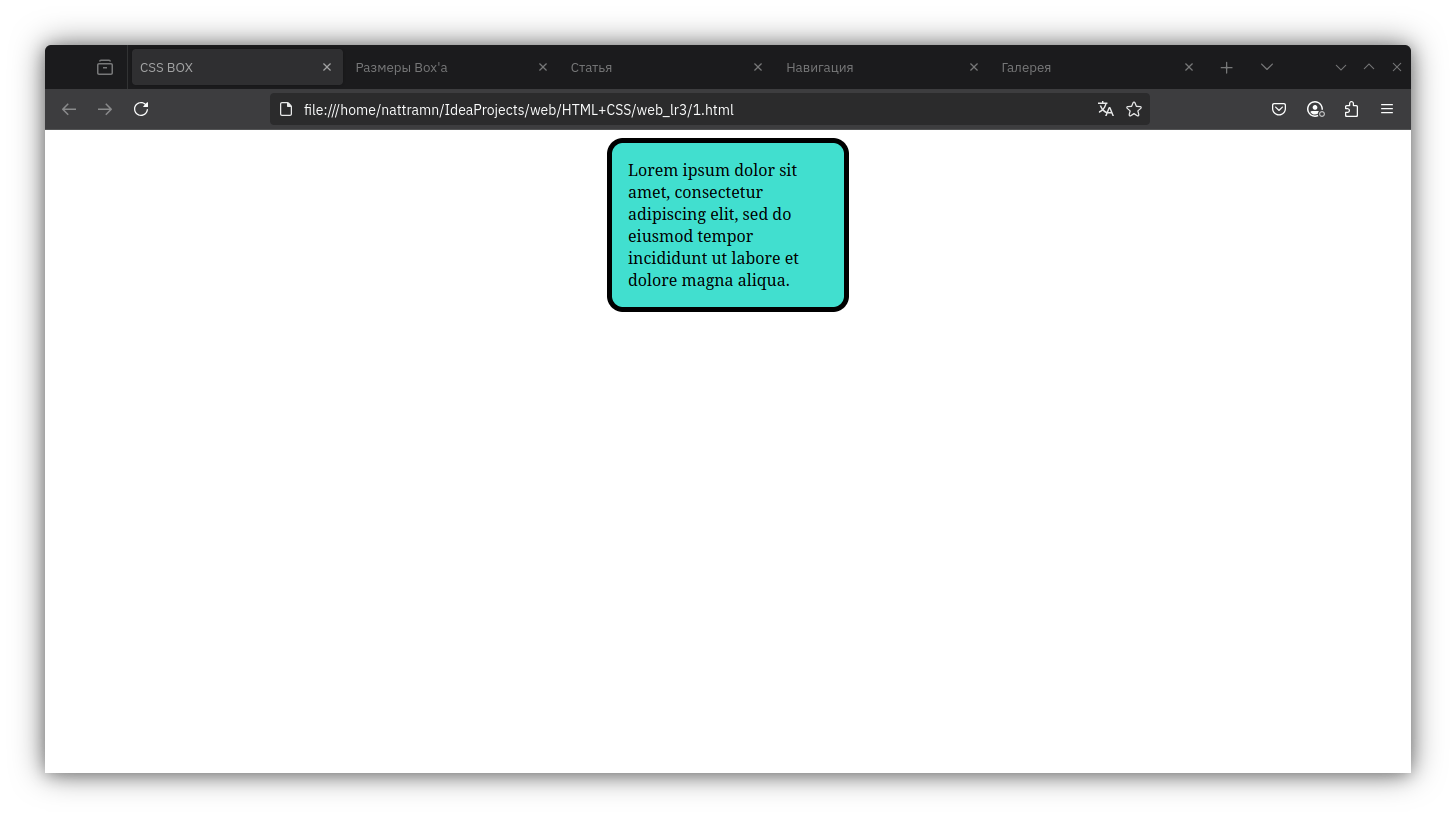 CSS BOX
Размеры Box'а
Статья
Навигация
Галерея
file:///home/nattramn/IdeaProjects/web/HTML+CSS/web_lr3/1.html
Lorem ipsum dolor sit
amet, consectetur
adipiscing elit, sed do
eiusmod tempor
incididunt ut labore et
dolore magna aliqua.